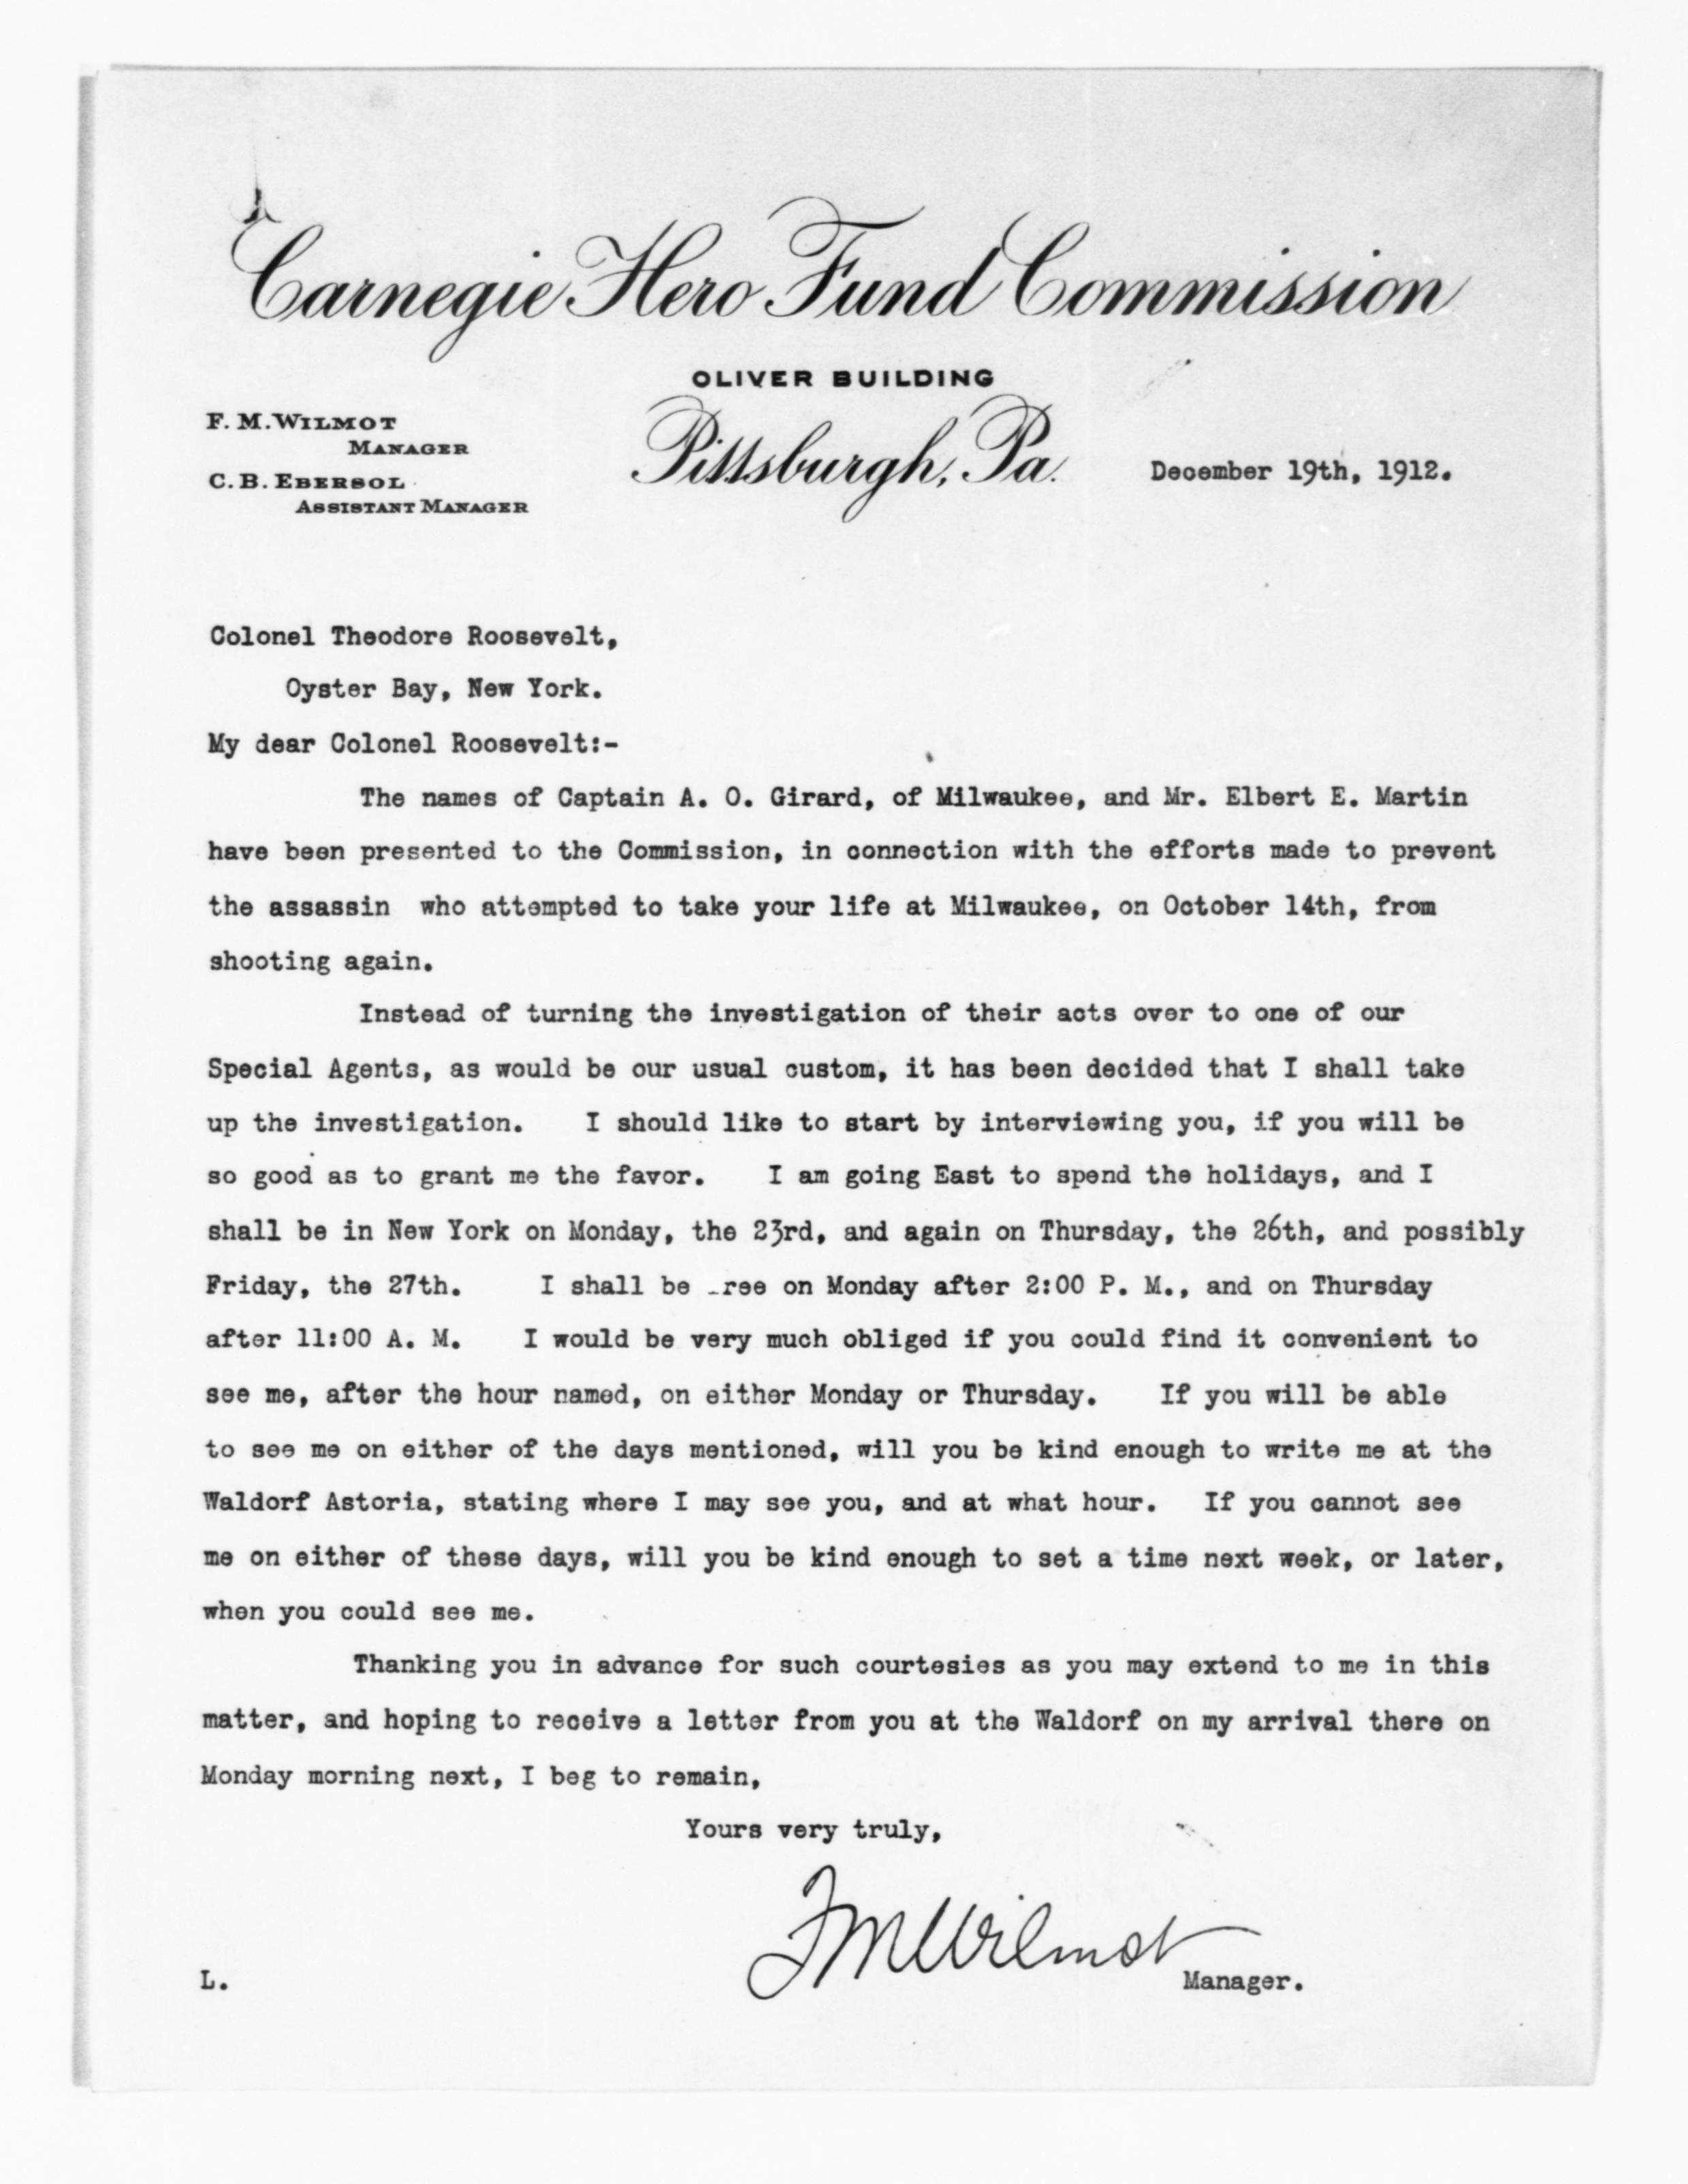 Carnegie Hero Fund Commission
OLIVER BUILDING
Pittsburgh, Pa.
F. M. WILMOT
MANAGER
C. B. EBERSOL
ASSISTANT MANAGER
December 19th, 1912.
Colonel Theodore Roosevelt,
Oyster Bay, New York.
My dear Colonel Roosevelt:-
The names of Captain A. O. Girard, of Milwaukee, and Mr. Elbert E. Martin
have been presented to the Commission, in connection with the efforts made to prevent
the assassin who attempted to take your life at Milwaukee, on October 14th, from
shooting again.
Instead of turning the investigation of their acts over to one of our
Special Agents, as would be our usual custom, it has been decided that I shall take
up the investigation. I should like to start by interviewing you, if you will be
so good as to grant me the favor. I am going East to spend the holidays, and I
shall be in New York on Monday, the 23rd, and again on Thursday, the 26th, and possibly
Friday, the 27th. I shall be free on Monday after 2:00 P. M., and on Thursday
after 11:00 A. M. I would be very much obliged if you could find it convenient to
see me, after the hour named, on either Monday or Thursday. If you will be able
to see me on either of the days mentioned, will you be kind enough to write me at the
Waldorf Astoria, stating where I may see you, and at what hour. If you cannot see
me on either of these days, will you be kind enough to set a time next week, or later,
when you could see me.
Thanking you in advance for such courtesies as you may extend to me in this
matter, and hoping to receive a letter from you at the Waldorf on my arrival there on
Monday morning next, I beg to remain,
Yours very truly,
F M Wilmot
Manager.
L.